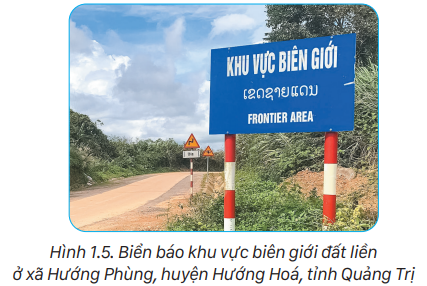 KHU VỰC BIÊN GIỚI
ເຂດຊາຍແດນ
FRONTIER AREA
Hình 1.5. Biển báo khu vực biên giới đất liền
ở xã Hướng Phùng, huyện Hướng Hoá, tỉnh Quảng Trị